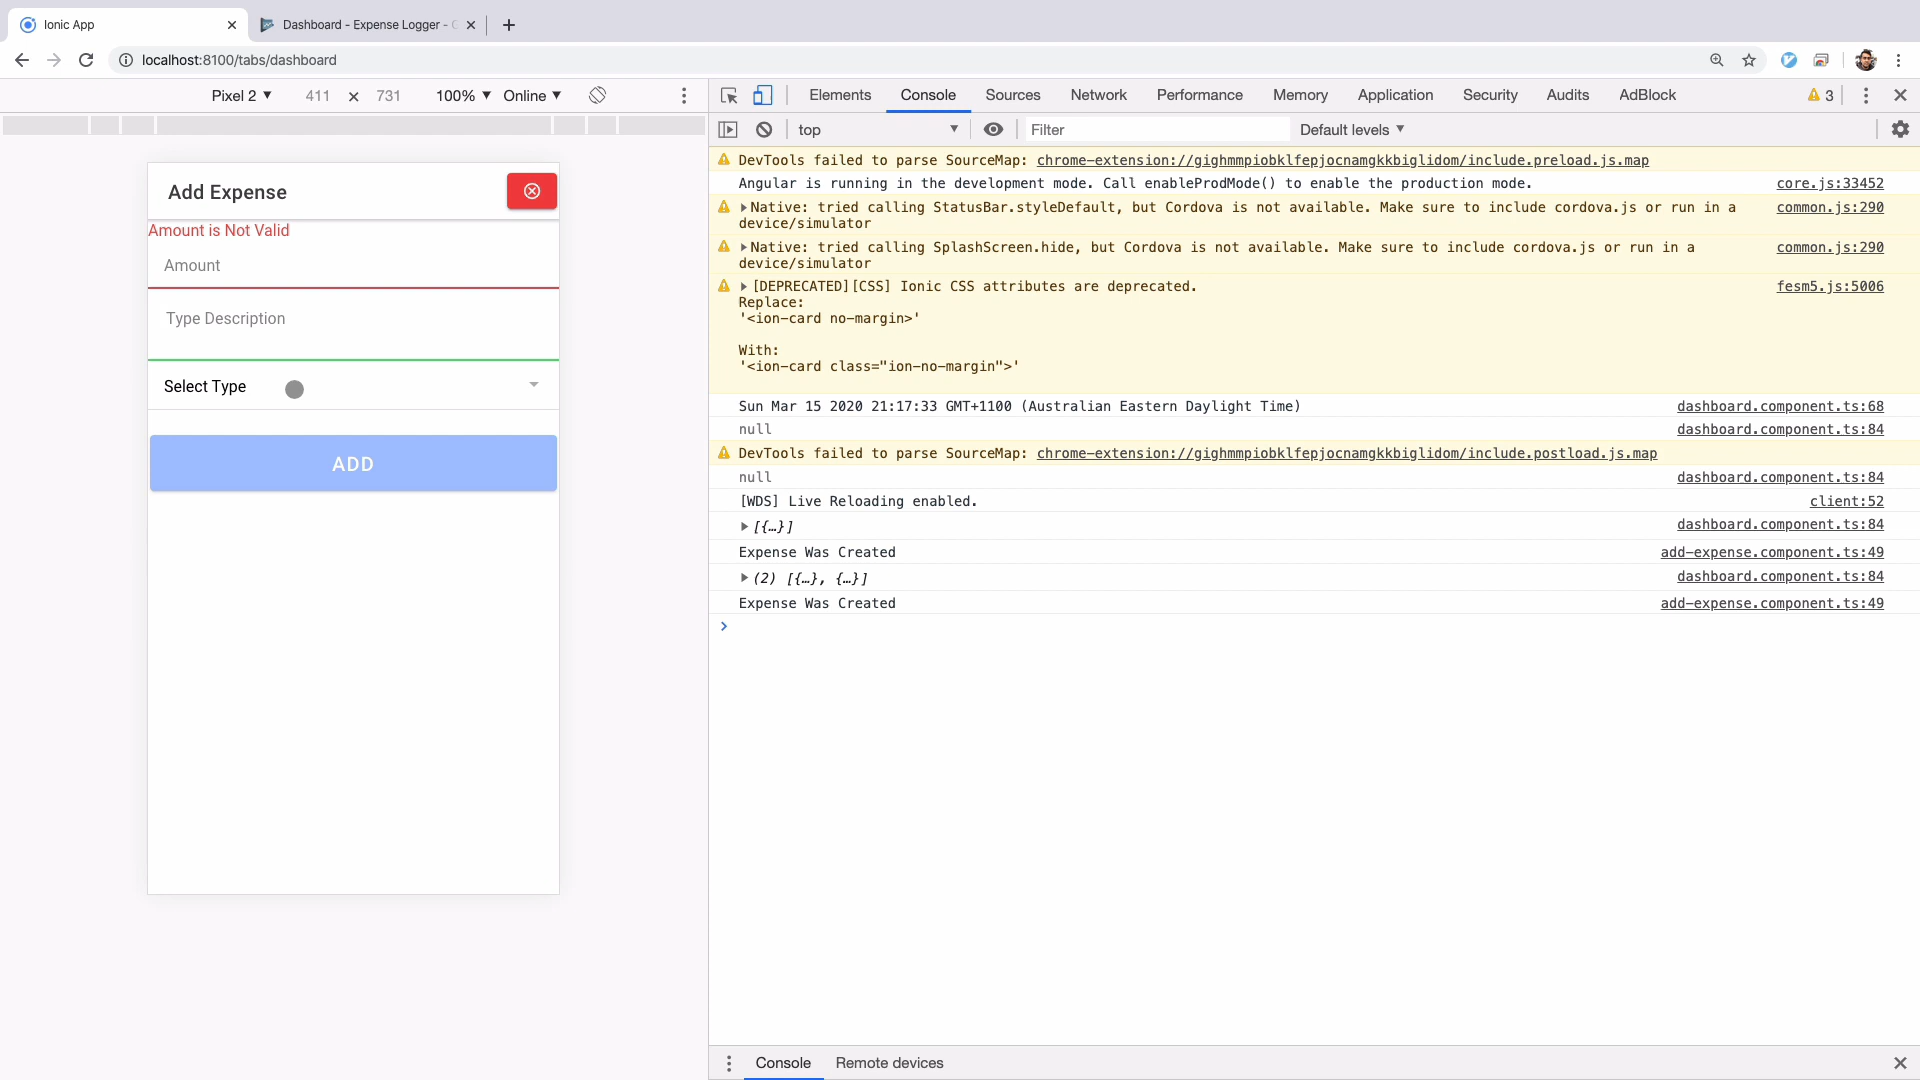 Ionic App
Dashboard - Expense Logger -
localhost:8100/tabs/dashboard
Pixel 2 411 × 731 100% Online
Elements Console Sources Network Performance Memory Application Security Audits AdBlock 3
top Filter Default levels
DevTools failed to parse SourceMap: chrome-extension://gighmmpiobklfepjocnamgkkbiglidom/include.preload.js.map
Angular is running in the development mode. Call enableProdMode() to enable the production mode. core.js:33452
Native: tried calling StatusBar.styleDefault, but Cordova is not available. Make sure to include cordova.js or run in a common.js:290
device/simulator
Native: tried calling SplashScreen.hide, but Cordova is not available. Make sure to include cordova.js or run in a common.js:290
device/simulator
[DEPRECATED][CSS] Ionic CSS attributes are deprecated. fesm5.js:5006
Replace:
'<ion-card no-margin>'
With:
'<ion-card class="ion-no-margin">'
Sun Mar 15 2020 21:17:33 GMT+1100 (Australian Eastern Daylight Time) dashboard.component.ts:68
null dashboard.component.ts:84
DevTools failed to parse SourceMap: chrome-extension://gighmmpiobklfepjocnamgkkbiglidom/include.postload.js.map
null dashboard.component.ts:84
[WDS] Live Reloading enabled. client:52
[{…}] dashboard.component.ts:84
Expense Was Created add-expense.component.ts:49
(2) [{…}, {…}] dashboard.component.ts:84
Expense Was Created add-expense.component.ts:49
Add Expense
Amount is Not Valid
Amount
Type Description
Select Type
ADD
Console Remote devices